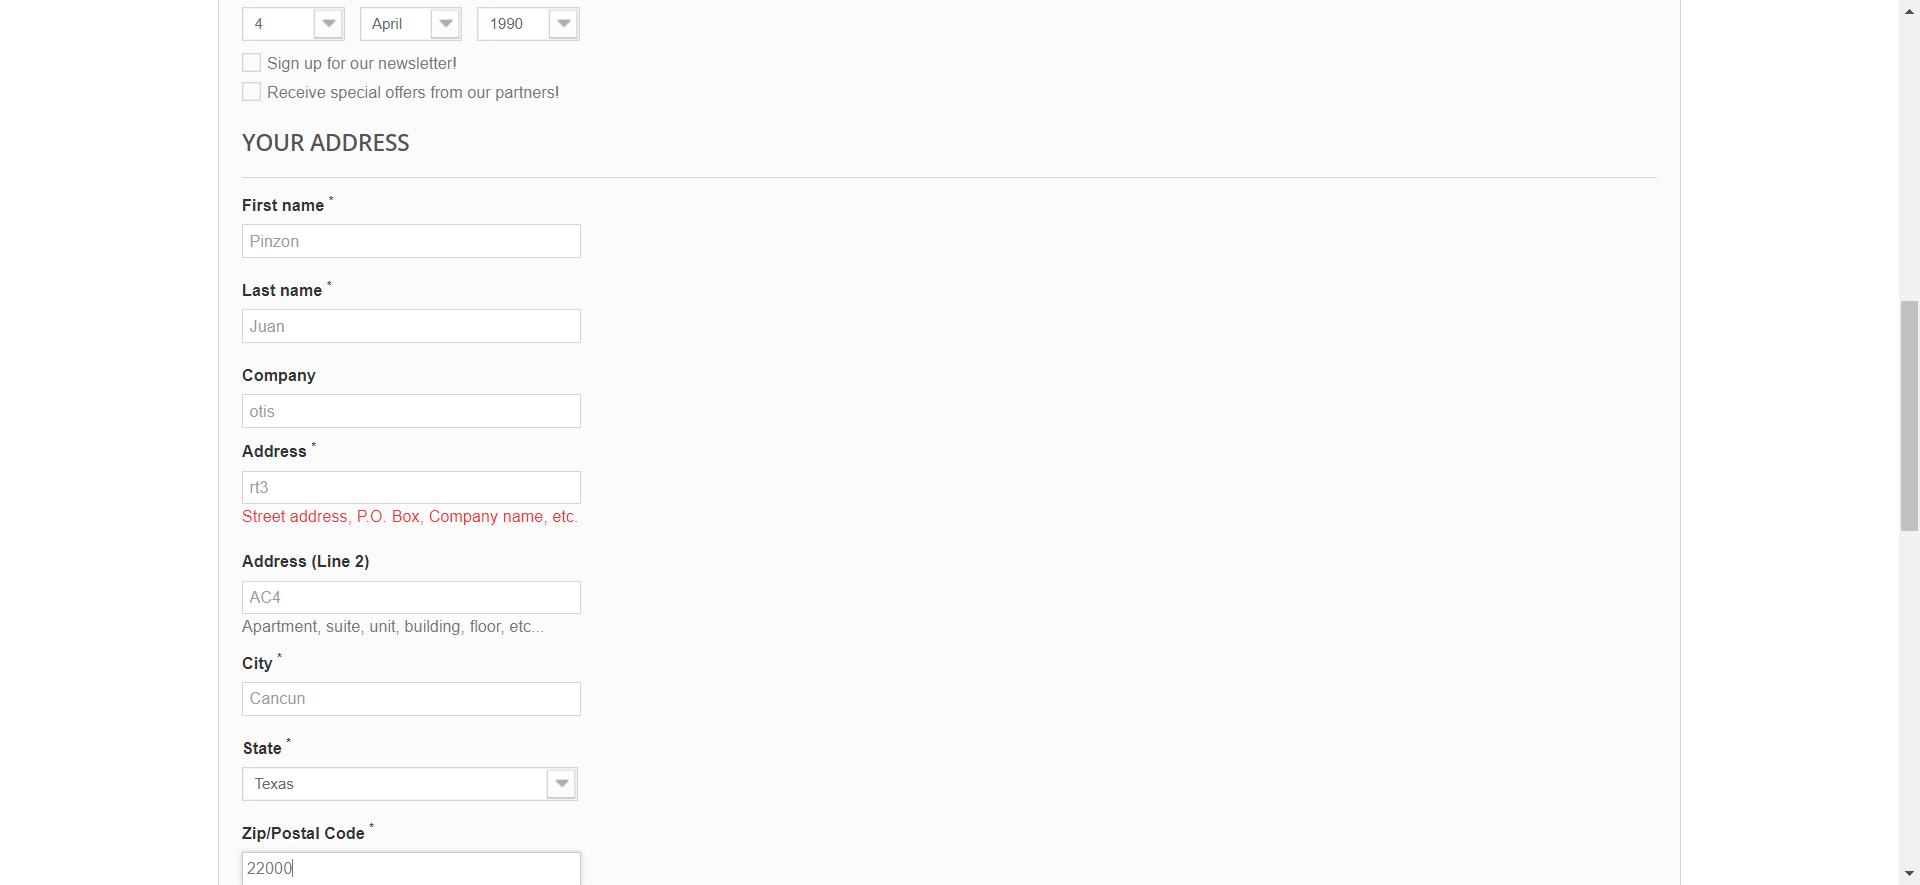 4 April 1990
Sign up for our newsletter!
Receive special offers from our partners!
YOUR ADDRESS
First name *
Pinzon
Last name *
Juan
Company
otis
Address *
rt3
Street address, P.O. Box, Company name, etc.
Address (Line 2)
AC4
Apartment, suite, unit, building, floor, etc...
City *
Cancun
State *
Texas
Zip/Postal Code *
22000